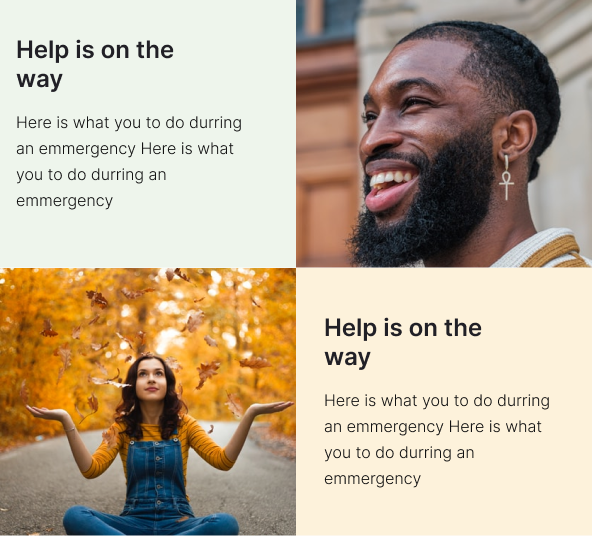 Help is on the
way
Here is what you to do durring
an emmergency Here is what
you to do durring an
emmergency
Help is on the
way
Here is what you to do durring
an emmergency Here is what
you to do durring an
emmergency